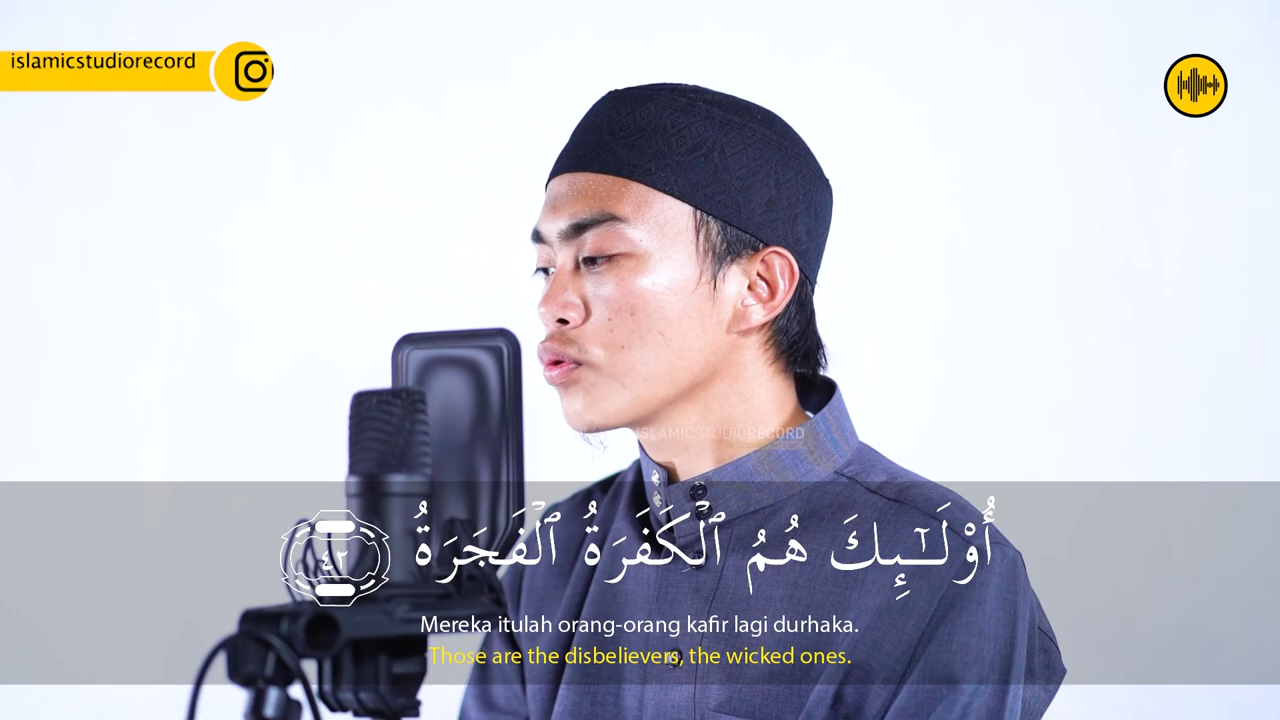 islamicstudiorecord
ISLAMICSTUDIORECORD
أُوْلَـٰٓئِكَ هُمُ ٱلْكَفَرَةُ ٱلْفَجَرَةُ ٤٢
Mereka itulah orang-orang kafir lagi durhaka.
Those are the disbelievers, the wicked ones.